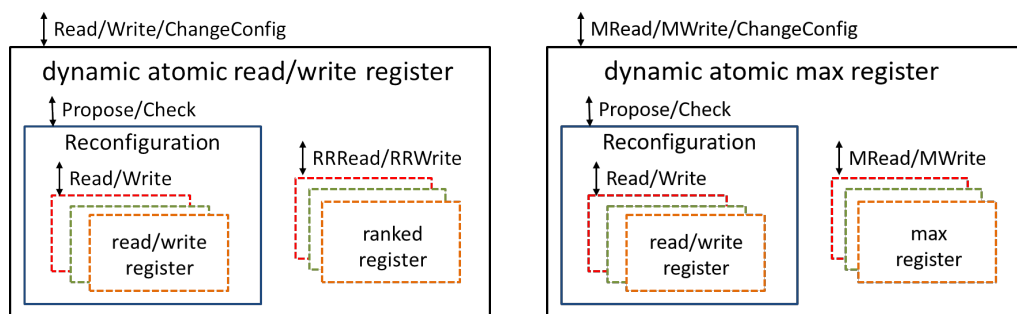 Read/Write/ChangeConfig
dynamic atomic read/write register
Propose/Check
Reconfiguration
Read/Write
read/write
register
RRRead/RRWrite
ranked
register
MRead/MWrite/ChangeConfig
dynamic atomic max register
Propose/Check
Reconfiguration
Read/Write
read/write
register
MRead/MWrite
max
register